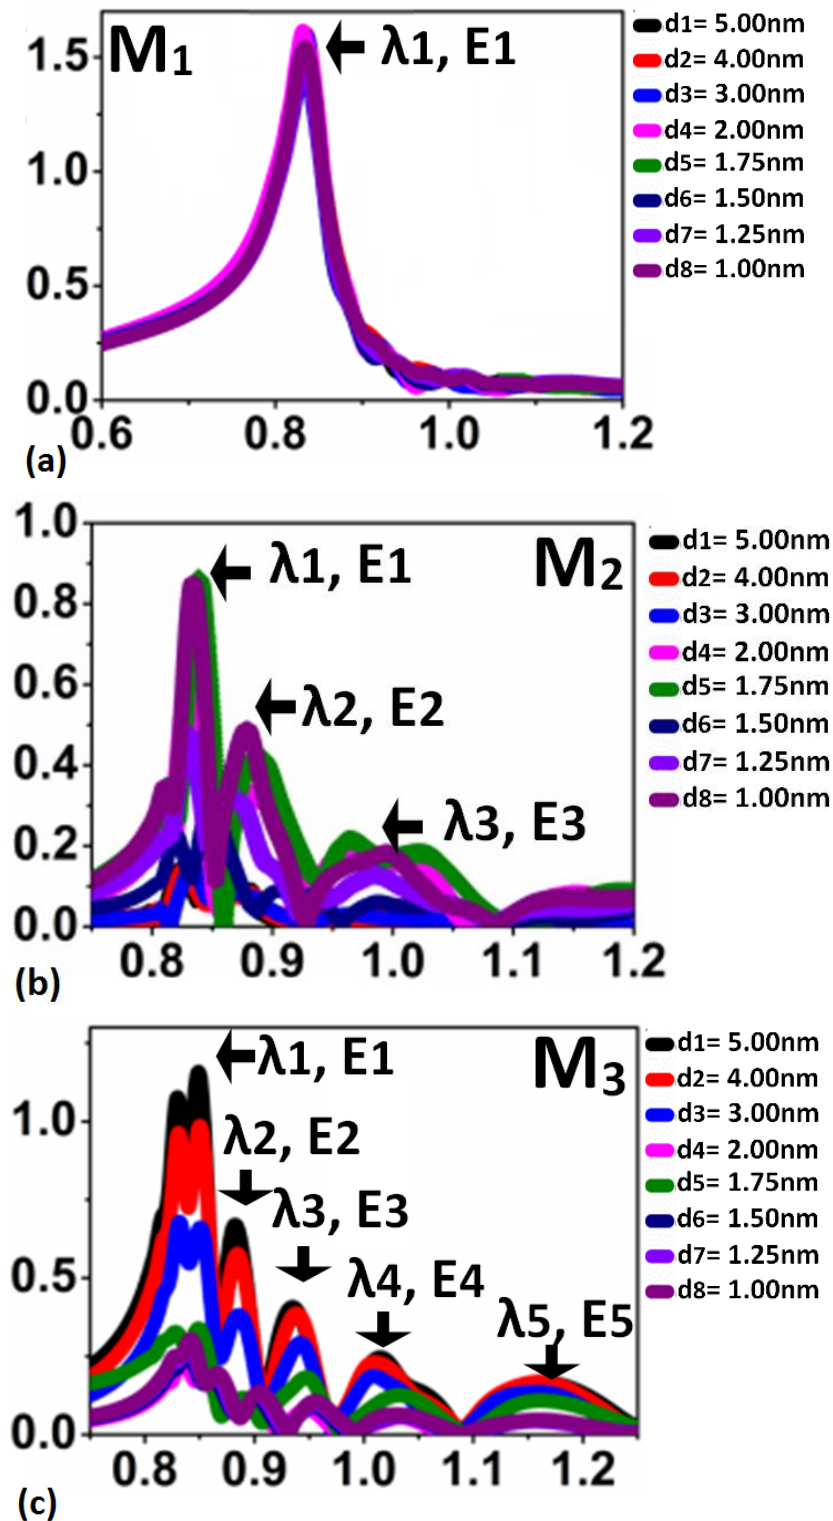 M1
λ1, E1
d1= 5.00nm
d2= 4.00nm
d3= 3.00nm
d4= 2.00nm
d5= 1.75nm
d6= 1.50nm
d7= 1.25nm
d8= 1.00nm
1.5
1.0
0.5
0.0
0.6 0.8 1.0 1.2
(a)
1.0
0.8
0.6
0.4
0.2
0.0
λ1, E1
M2
λ2, E2
λ3, E3
d1= 5.00nm
d2= 4.00nm
d3= 3.00nm
d4= 2.00nm
d5= 1.75nm
d6= 1.50nm
d7= 1.25nm
d8= 1.00nm
0.8 0.9 1.0 1.1 1.2
(b)
λ1, E1
M3
λ2, E2
λ3, E3
λ4, E4
λ5, E5
d1= 5.00nm
d2= 4.00nm
d3= 3.00nm
d4= 2.00nm
d5= 1.75nm
d6= 1.50nm
d7= 1.25nm
d8= 1.00nm
1.0
0.5
0.0
0.8 0.9 1.0 1.1 1.2
(c)